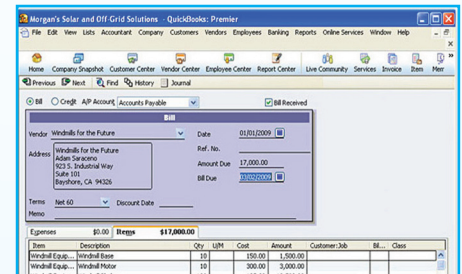 Morgan's Solar and Off-Grid Solutions - QuickBooks: Premier
File Edit View Lists Accountant Company Customers Vendors Employees Banking Reports Online Services Window Help
Home Company Snapshot Customer Center Vendor Center Employee Center Report Center Live Community Services Invoice Item Mem
Previous Next Find History Journal
Bill Credit A/P Account Accounts Payable Bill Received
Bill
Vendor Windmills for the Future Date 01/01/2009
Ref. No.
Address Windmills for the Future
Adam Saraceno
923 S. Industrial Way
Suite 101
Bayshore, CA 94326
Amount Due 17,000.00
Bill Due 03/02/2009
Terms Net 60 Discount Date
Memo
Expenses $0.00 Items $17,000.00
Item Description Qty U/M Cost Amount Customer:Job Bil... Class
Windmill Equip... Windmill Base 10 150.00 1,500.00
Windmill Equip... Windmill Motor 10 300.00 3,000.00